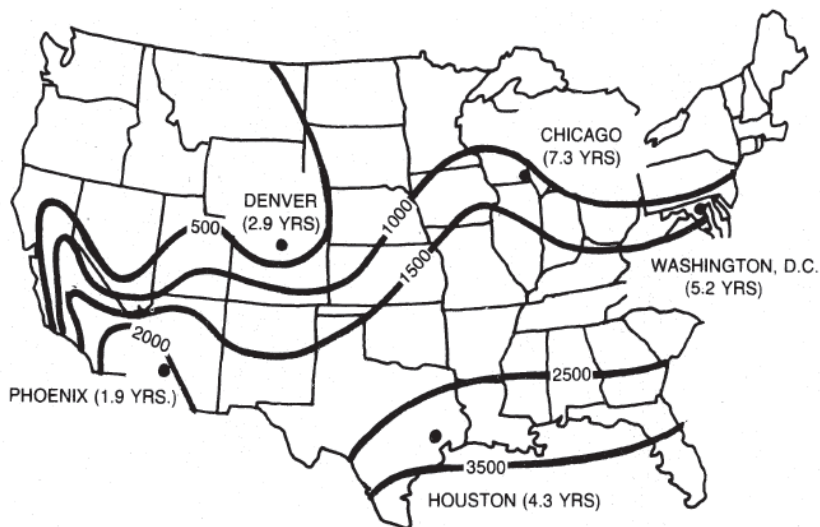 CHICAGO
(7.3 YRS)
DENVER
(2.9 YRS)
500
1000
1500
WASHINGTON, D.C.
(5.2 YRS)
2000
PHOENIX (1.9 YRS.)
2500
3500
HOUSTON (4.3 YRS)